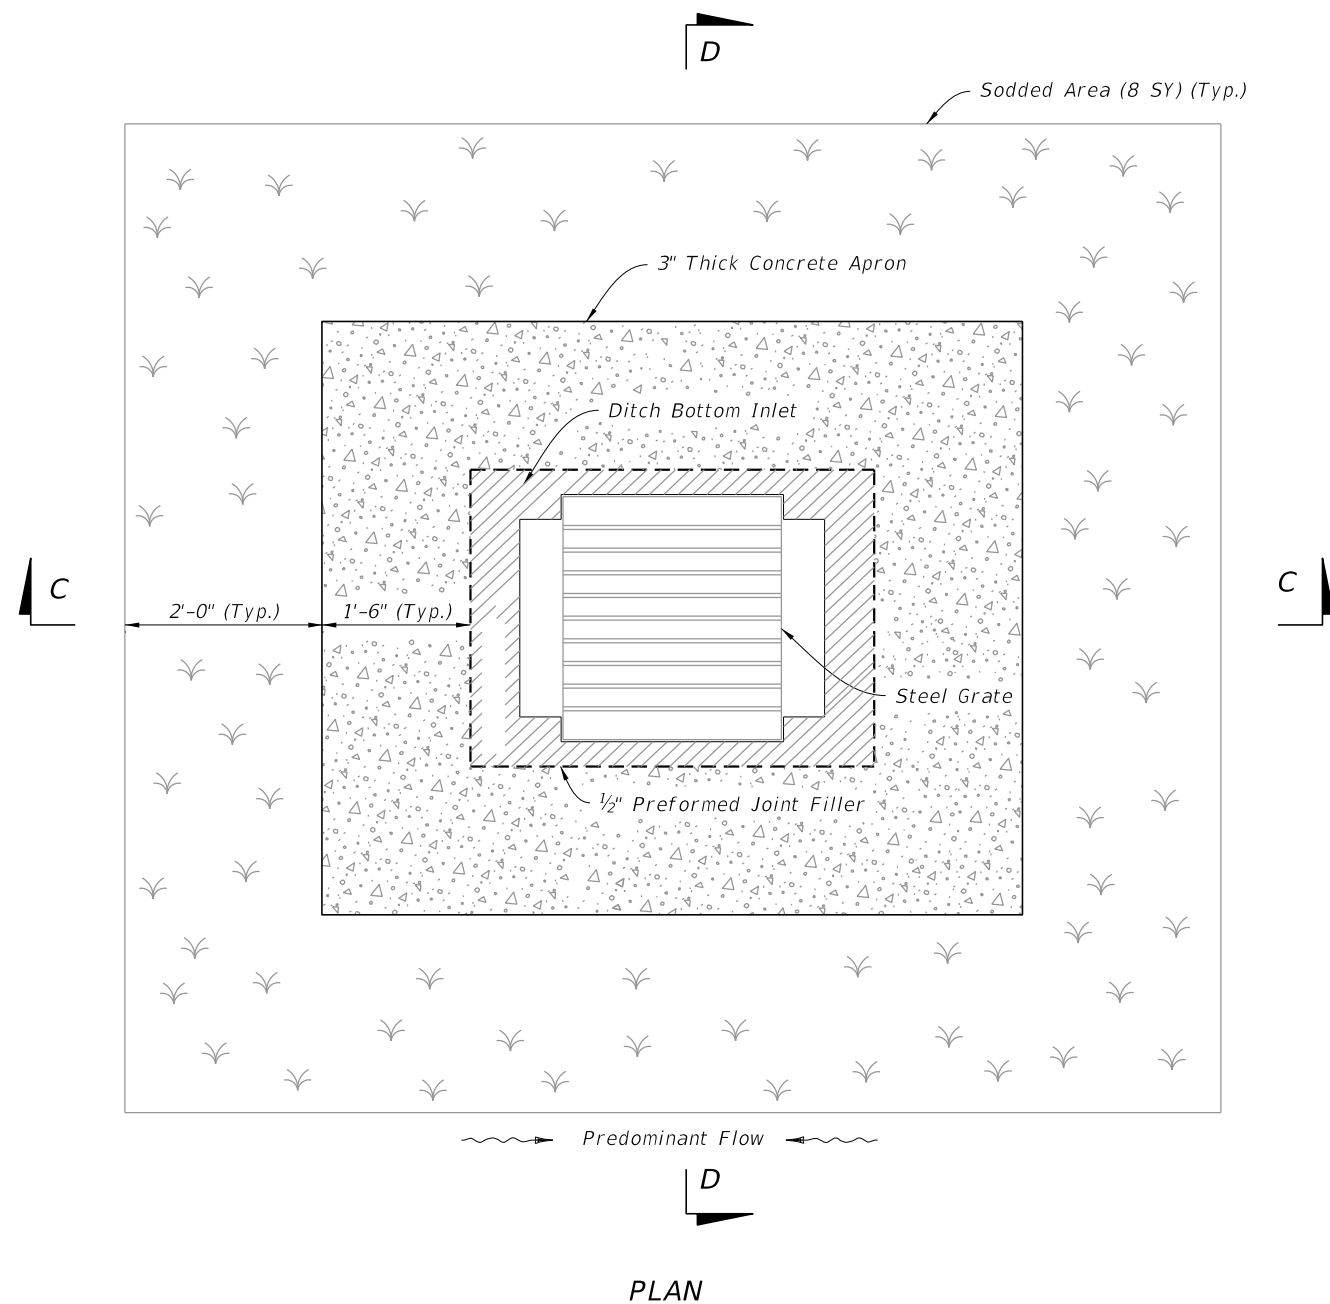 D
Sodded Area (8 SY) (Typ.)
3" Thick Concrete Apron
Ditch Bottom Inlet
C
C
2'-0" (Typ.)
1'-6" (Typ.)
Steel Grate
½" Preformed Joint Filler
Predominant Flow
D
PLAN